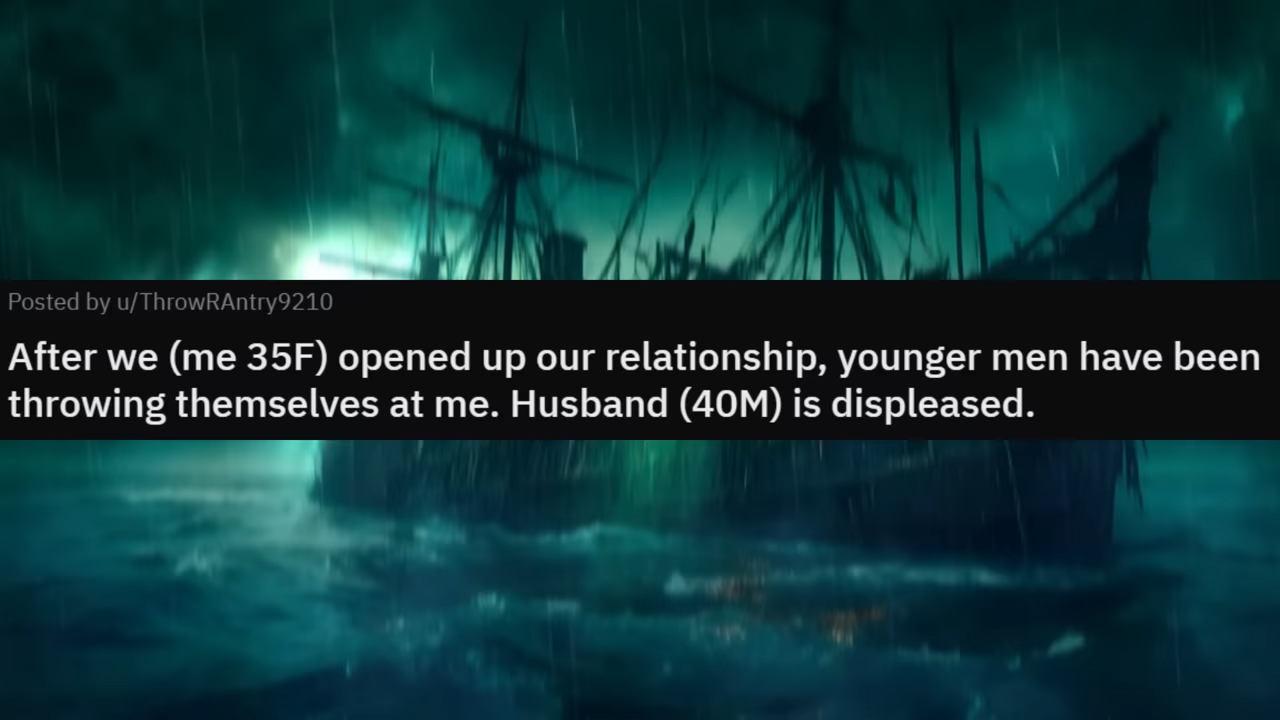 Posted by u/ThrowRAntry9210
After we (me 35F) opened up our relationship, younger men have been
throwing themselves at me. Husband (40M) is displeased.